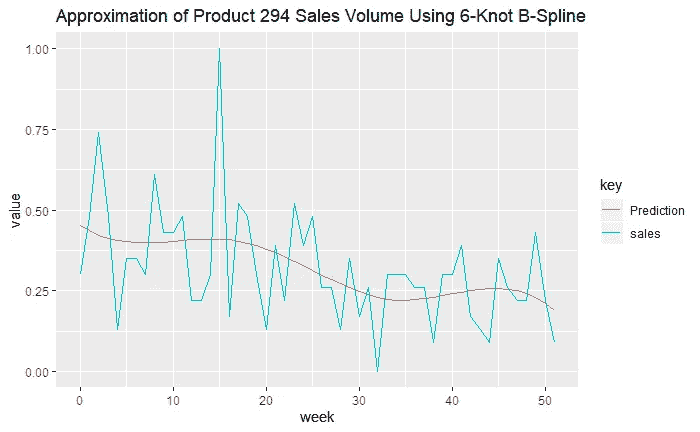 Approximation of Product 294 Sales Volume Using 6-Knot B-Spline
1.00
0.75
0.50
0.25
0.00
value
0 10 20 30 40 50
week
key
Prediction
sales